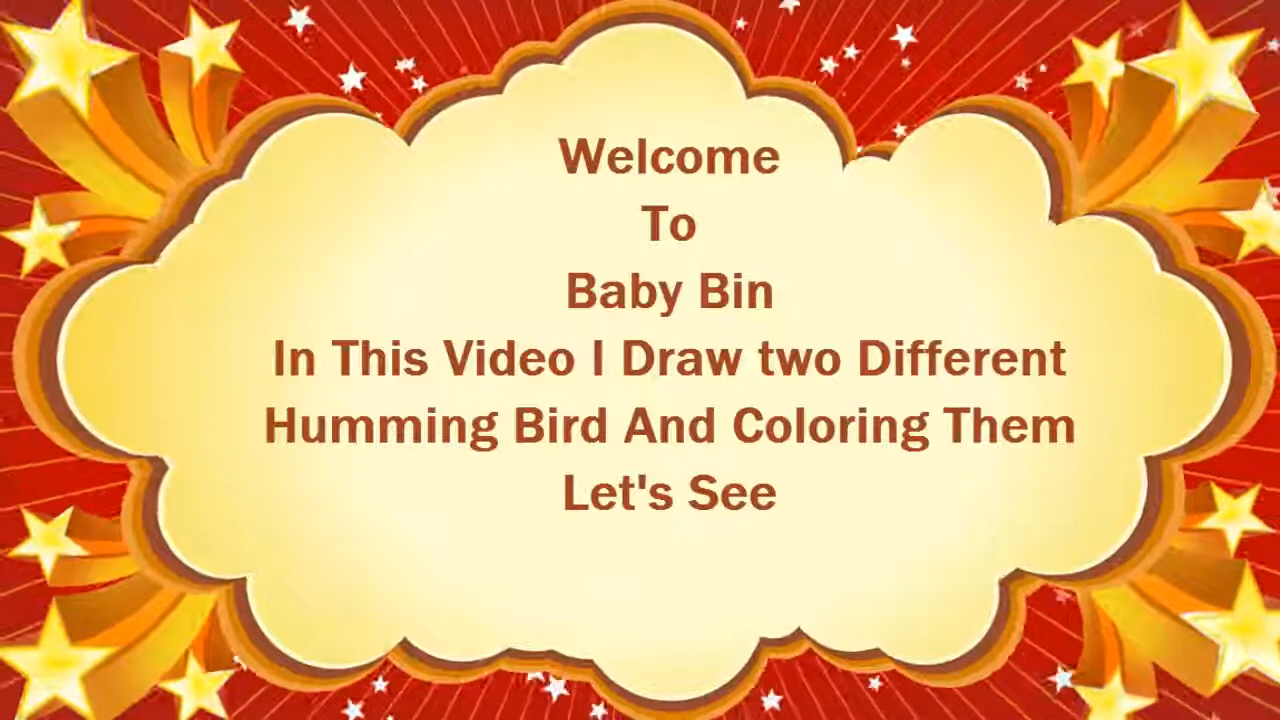 Welcome
To
Baby Bin
In This Video I Draw two Different
Humming Bird And Coloring Them
Let's See